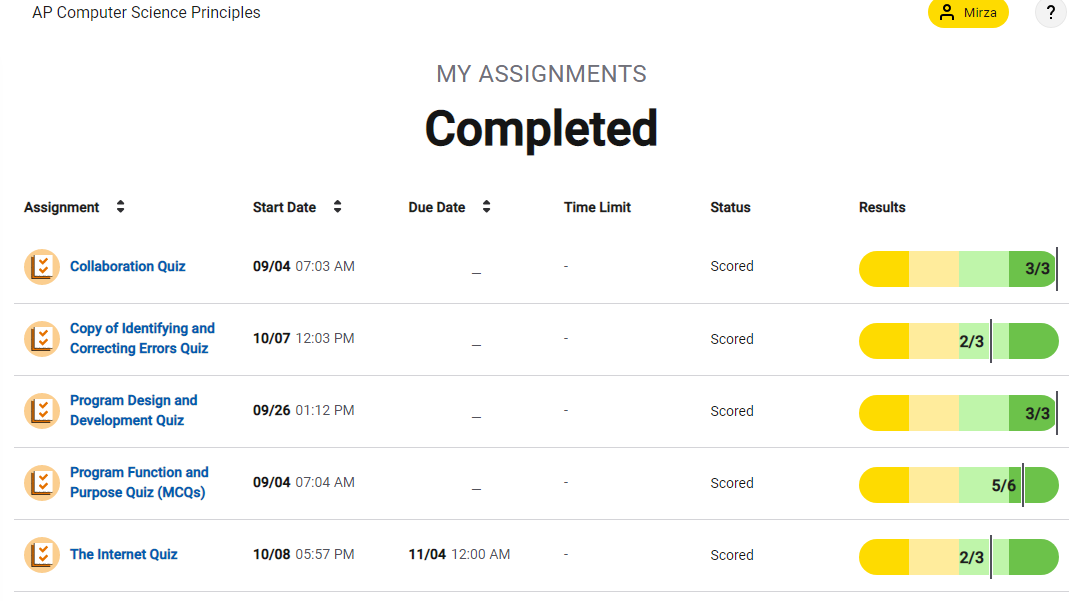 AP Computer Science Principles
Mirza
?
MY ASSIGNMENTS
Completed
Assignment Start Date Due Date Time Limit Status Results
Collaboration Quiz 09/04 07:03 AM _ - Scored 3/3
Copy of Identifying and
Correcting Errors Quiz 10/07 12:03 PM _ - Scored 2/3
Program Design and
Development Quiz 09/26 01:12 PM _ - Scored 3/3
Program Function and
Purpose Quiz (MCQs) 09/04 07:04 AM _ - Scored 5/6
The Internet Quiz 10/08 05:57 PM 11/04 12:00 AM - Scored 2/3